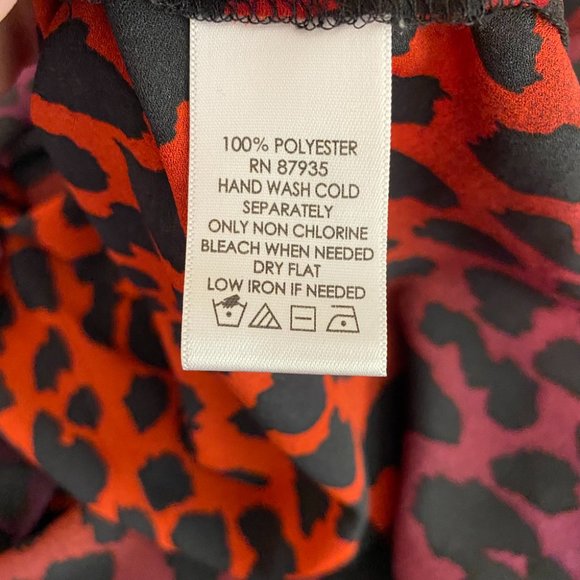 100% POLYESTER
RN 87935
HAND WASH COLD
SEPARATELY
ONLY NON CHLORINE
BLEACH WHEN NEEDED
DRY FLAT
LOW IRON IF NEEDED